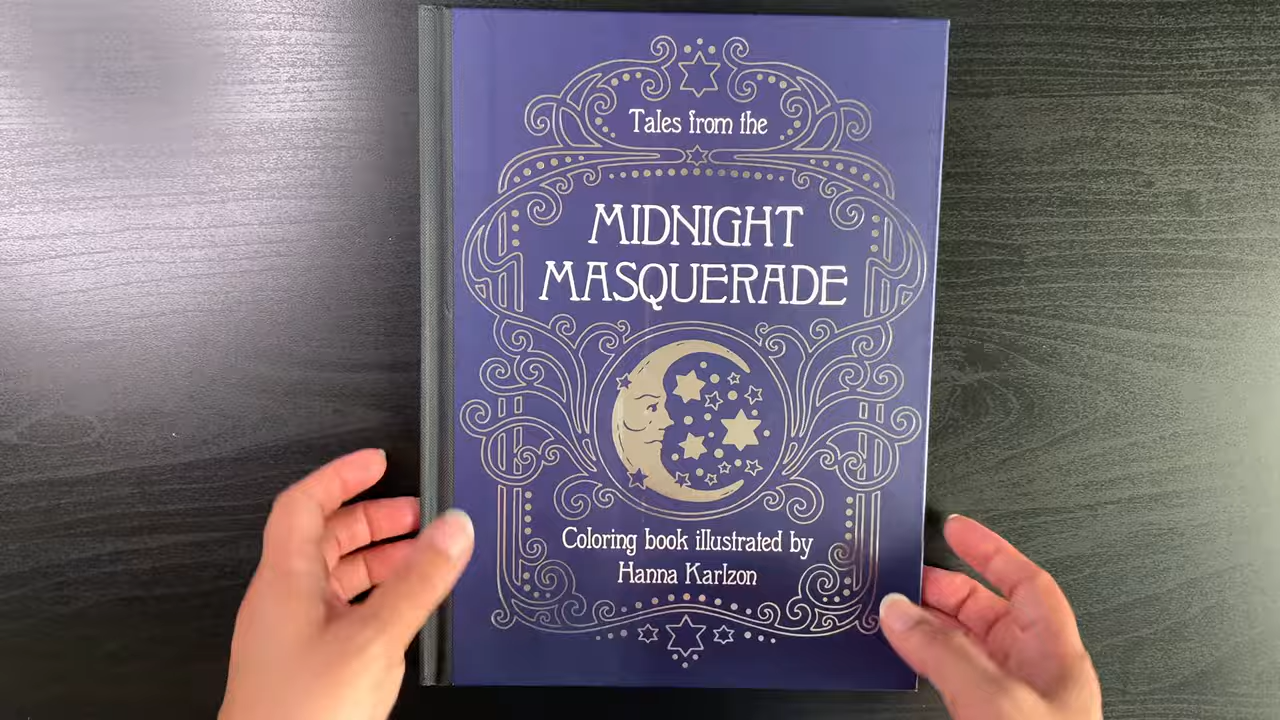 Tales from the
MIDNIGHT
MASQUERADE
Coloring book illustrated by
Hanna Karlzon